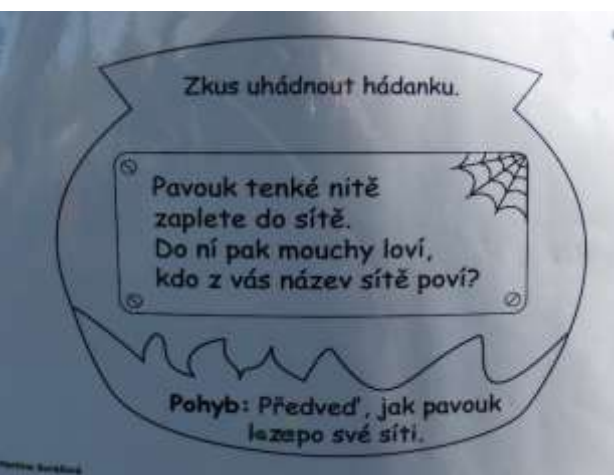 Zkus uhádnout hádanku.
Pavouk tenké nitě
zaplete do sítě.
Do ní pak mouchy loví,
kdo z vás název sítě poví?
Pohyb: Předveď, jak pavouk
lezepo své síti.